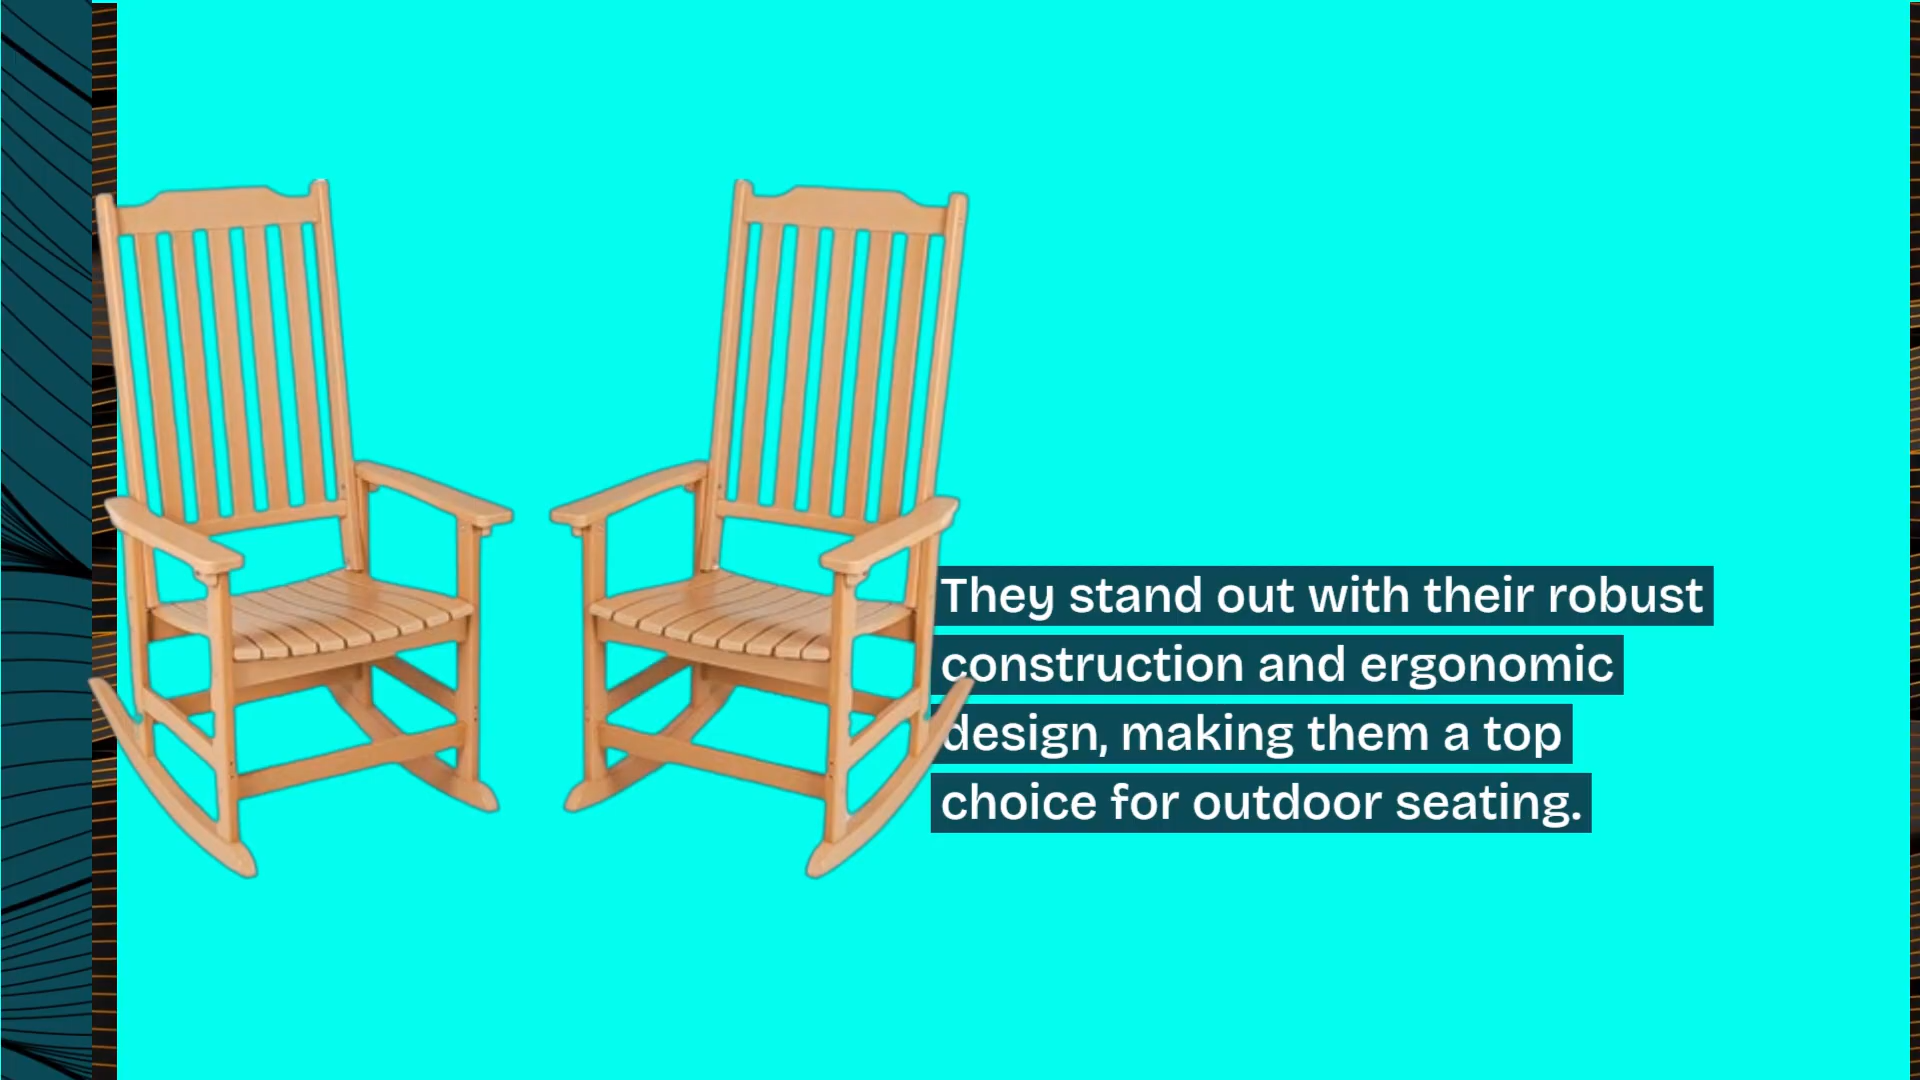 They stand out with their robust
construction and ergonomic
design, making them a top
choice for outdoor seating.